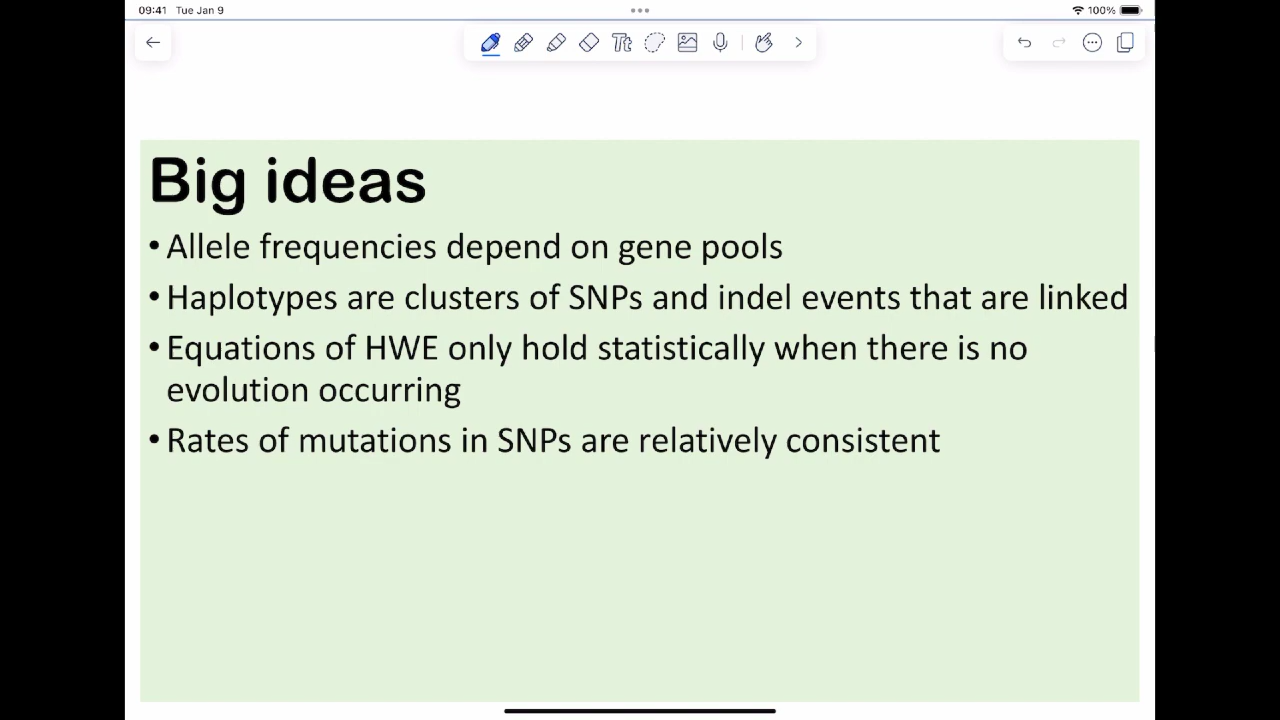 09:41 Tue Jan 9
100%
Tt
Big ideas
• Allele frequencies depend on gene pools
• Haplotypes are clusters of SNPs and indel events that are linked
• Equations of HWE only hold statistically when there is no
evolution occurring
• Rates of mutations in SNPs are relatively consistent